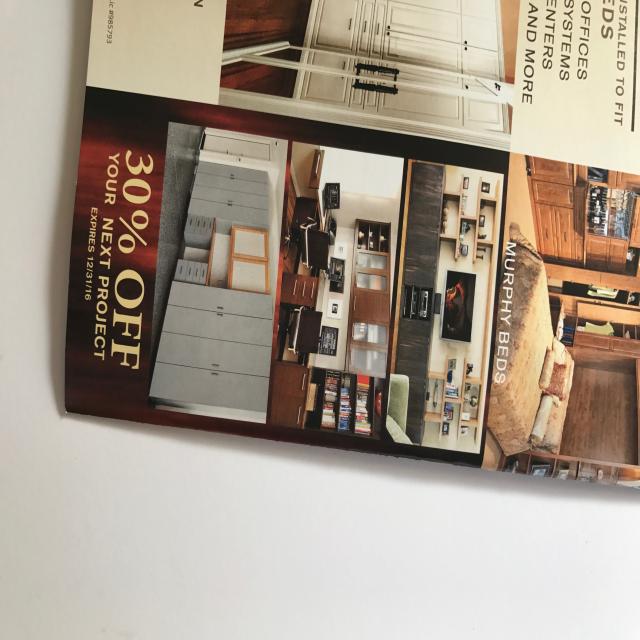 INSTALLED TO FIT
EDS
OFFICES
SYSTEMS
ENTERS
AND MORE
ic #985793
N
30% OFF
YOUR NEXT PROJECT
EXPIRES 12/31/16
MURPHY BEDS